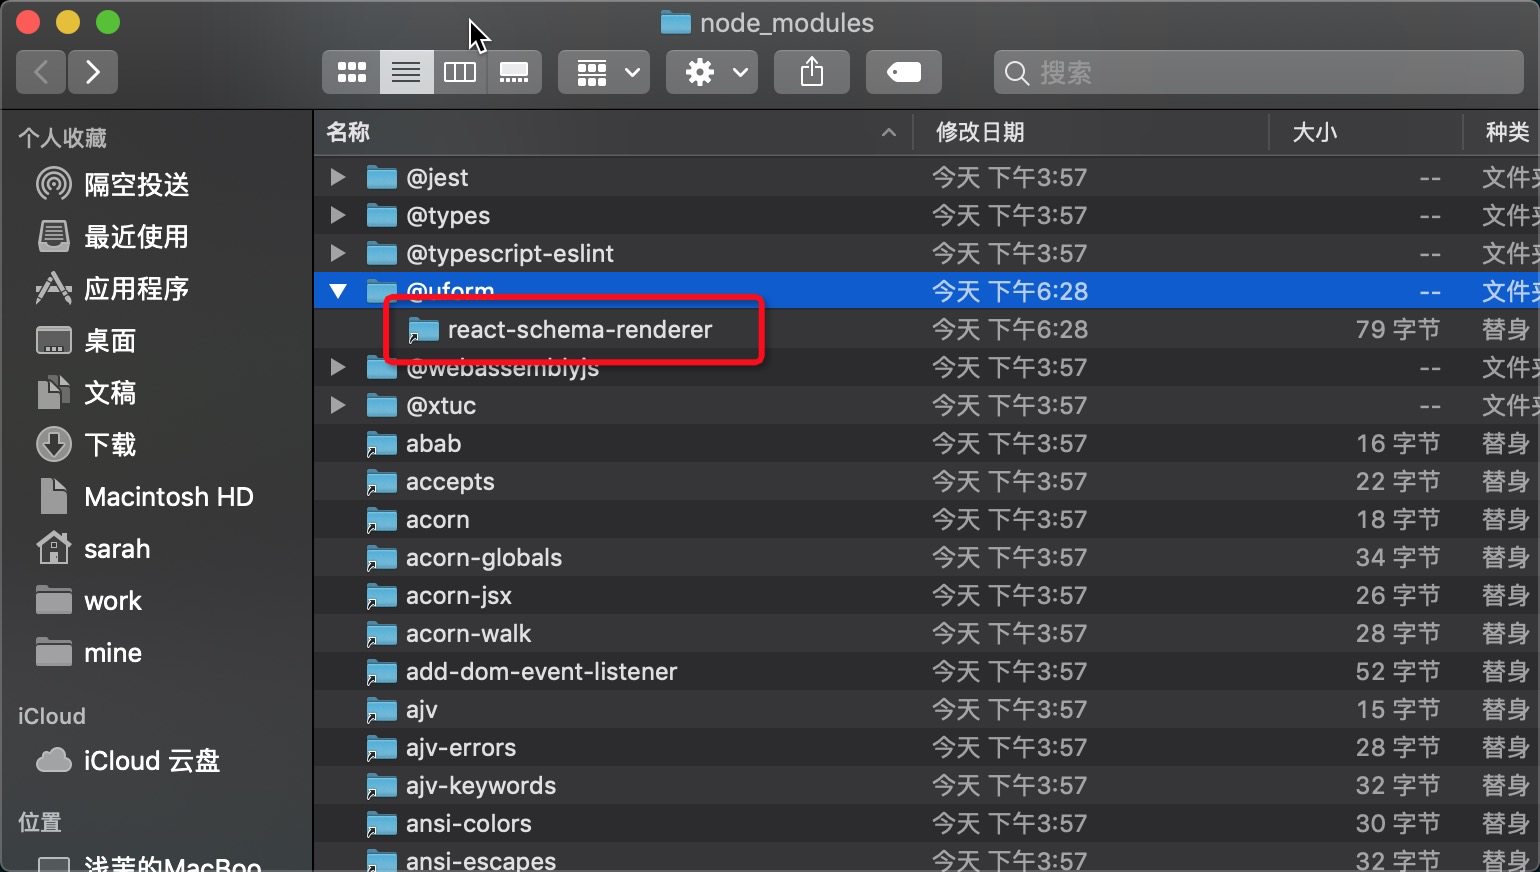 node_modules
搜索
个人收藏
隔空投送
最近使用
应用程序
桌面
文稿
下载
Macintosh HD
sarah
work
mine
iCloud
iCloud 云盘
位置
浅茉的MacBoo
名称 修改日期 大小 种类
@jest 今天 下午3:57 -- 文件夹
@types 今天 下午3:57 -- 文件夹
@typescript-eslint 今天 下午3:57 -- 文件夹
@uform 今天 下午6:28 -- 文件夹
react-schema-renderer 今天 下午6:28 79 字节 替身
@webassemblyjs 今天 下午3:57 -- 文件夹
@xtuc 今天 下午3:57 -- 文件夹
abab 今天 下午3:57 16 字节 替身
accepts 今天 下午3:57 22 字节 替身
acorn 今天 下午3:57 18 字节 替身
acorn-globals 今天 下午3:57 34 字节 替身
acorn-jsx 今天 下午3:57 26 字节 替身
acorn-walk 今天 下午3:57 28 字节 替身
add-dom-event-listener 今天 下午3:57 52 字节 替身
ajv 今天 下午3:57 15 字节 替身
ajv-errors 今天 下午3:57 28 字节 替身
ajv-keywords 今天 下午3:57 32 字节 替身
ansi-colors 今天 下午3:57 30 字节 替身
ansi-escapes 今天 下午3:57 32 字节 替身